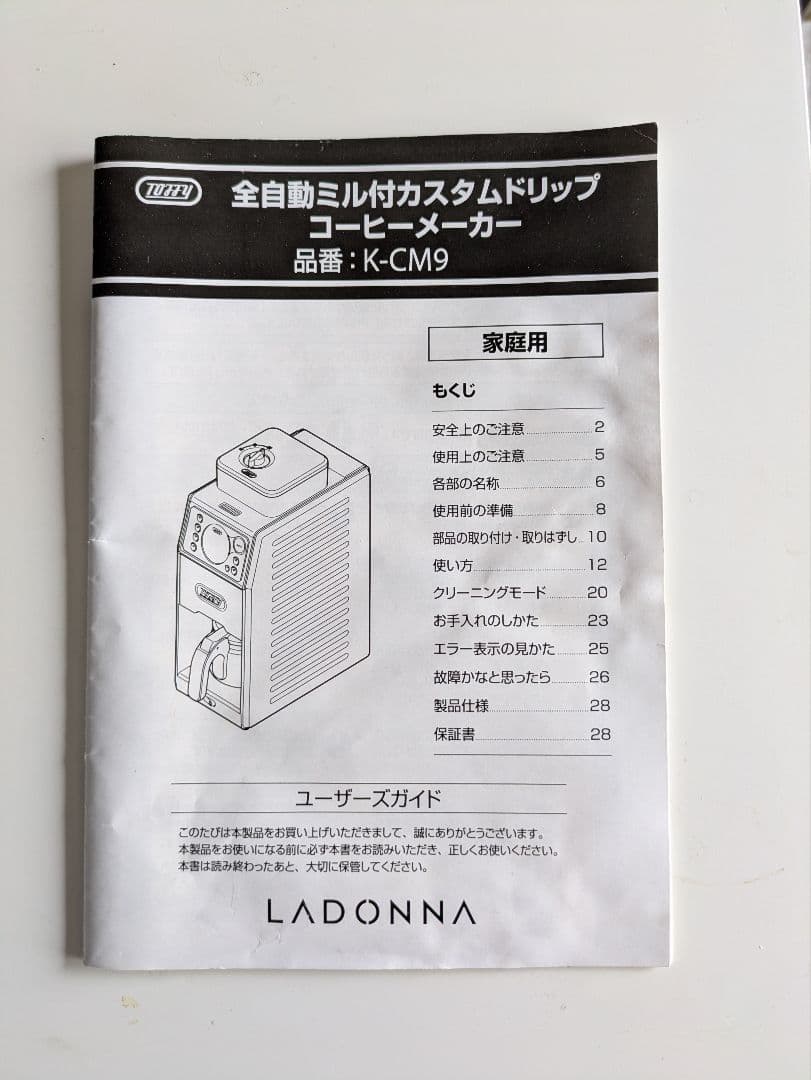 TOFFY
全自動ミル付カスタムドリップ
コーヒーメーカー
品番：K-CM9
家庭用
もくじ
安全上のご注意 2
使用上のご注意 5
各部の名称 6
使用前の準備 8
部品の取り付け・取りはずし 10
使い方 12
クリーニングモード 20
お手入れのしかた 23
エラー表示の見かた 25
故障かなと思ったら 26
製品仕様 28
保証書 28
TOFFY
ユーザーズガイド
このたびは本製品をお買い上げいただきまして、誠にありがとうございます。
本製品をお使いになる前に必ず本書をお読みいただき、正しくお使いください。
本書は読み終わったあと、大切に保管してください。
LADONNA